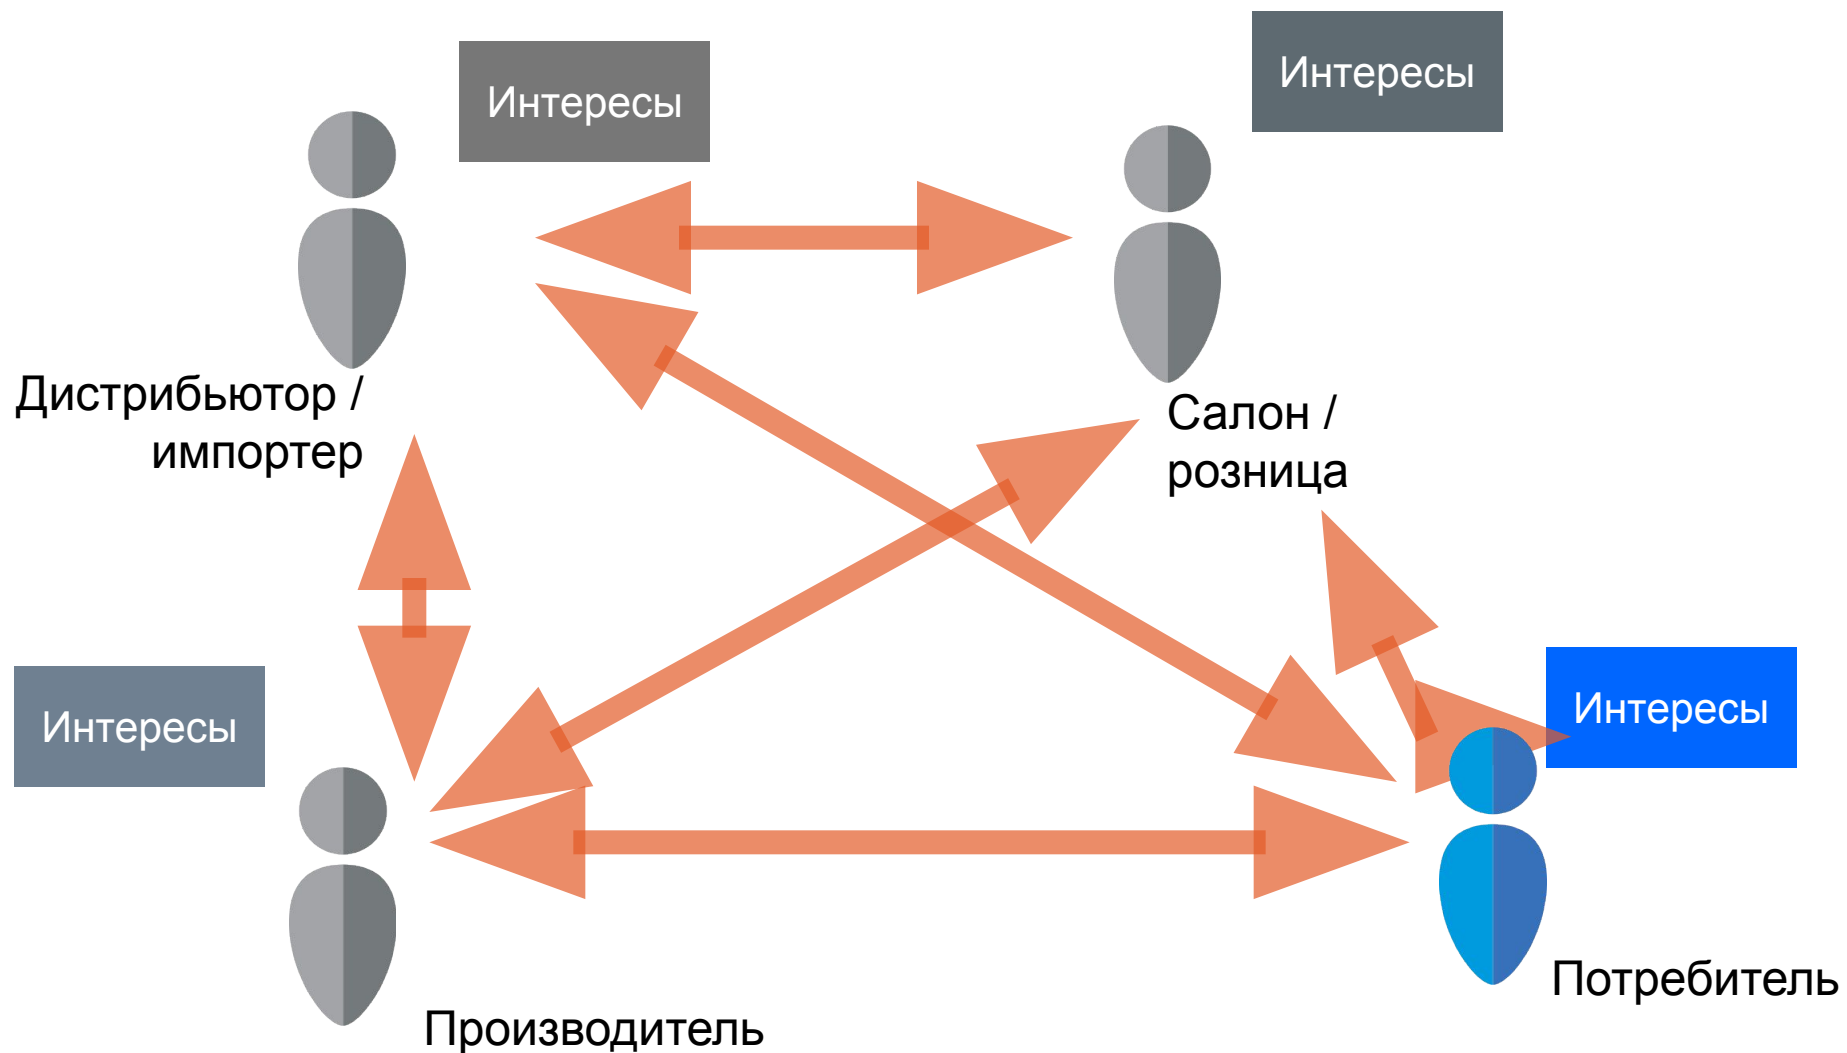 Интересы
Интересы
Дистрибьютор /
импортер
Салон /
розница
Интересы
Интересы
Потребитель
Производитель